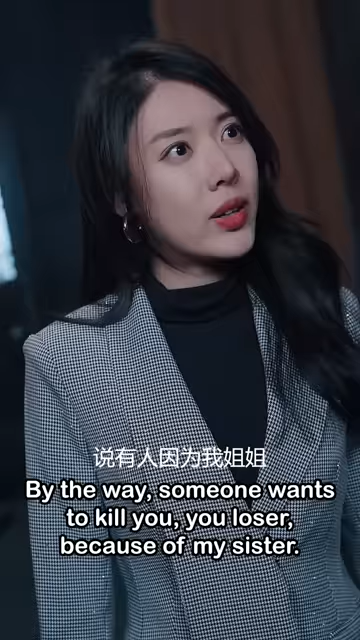 说有人因为我姐姐
By the way, someone wants
to kill you, you loser,
because of my sister.